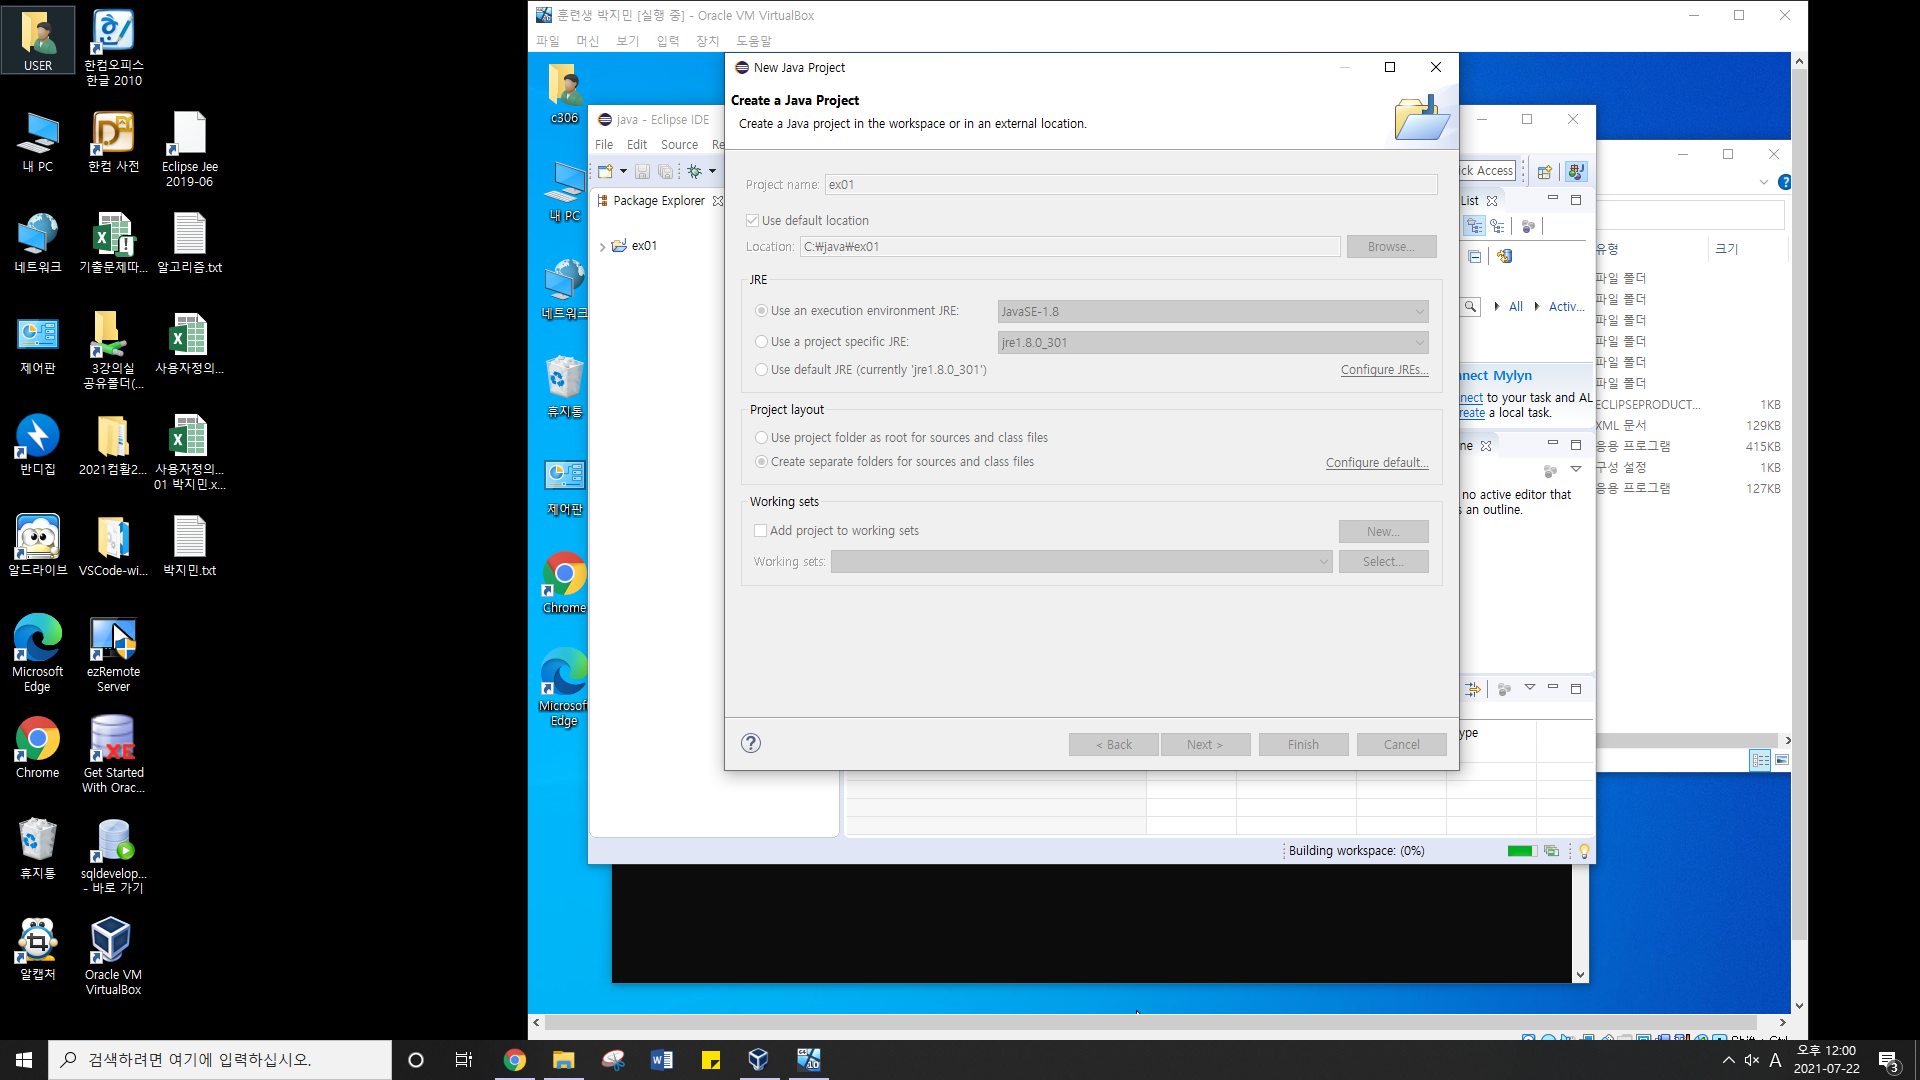 USER
한컴오피스
한글 2010
내 PC
한컴 사전
Eclipse Jee
2019-06
네트워크
기출문제따...
알고리즘.txt
제어판
3강의실
공유폴더(...
사용자정의...
반디집
2021컴활2...
사용자정의...
01 박지민.x...
알드라이브
VSCode-wi...
박지민.txt
Microsoft
Edge
ezRemote
Server
Chrome
Get Started
With Orac...
휴지통
sqldevelop...
- 바로 가기
알캡처
Oracle VM
VirtualBox
훈련생 박지민 [실행 중] - Oracle VM VirtualBox
파일 머신 보기 입력 장치 도움말
c306
내 PC
네트워크
휴지통
제어판
Chrome
Microsoft
Edge
java - Eclipse IDE
File Edit Source Re
Package Explorer
ex01
New Java Project
Create a Java Project
Create a Java project in the workspace or in an external location.
Project name: ex01
Use default location
Location: C:₩java₩ex01 Browse...
JRE
Use an execution environment JRE: JavaSE-1.8
Use a project specific JRE: jre1.8.0_301
Use default JRE (currently 'jre1.8.0_301') Configure JREs...
Project layout
Use project folder as root for sources and class files
Create separate folders for sources and class files Configure default...
Working sets
Add project to working sets New...
Working sets: Select...
< Back Next > Finish Cancel
ick Access
List
All Activ...
nnect Mylyn
nnect to your task and AL
reate a local task.
ne
no active editor that
s an outline.
ype
Building workspace: (0%)
유형 크기
파일 폴더
파일 폴더
파일 폴더
파일 폴더
파일 폴더
파일 폴더
ECLIPSEPRODUCT... 1KB
XML 문서 129KB
응용 프로그램 415KB
구성 설정 1KB
응용 프로그램 127KB
검색하려면 여기에 입력하십시오.
A
오후 12:00
2021-07-22
3